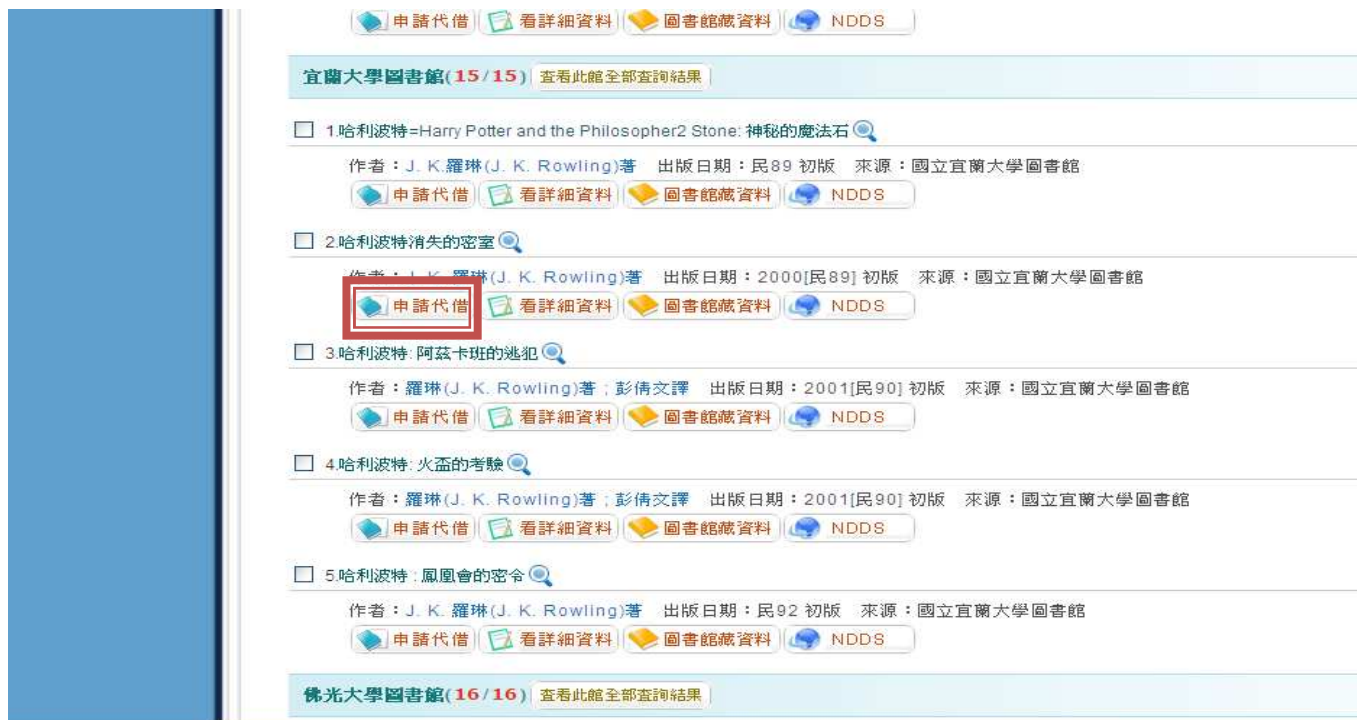 申請代借 看詳細資料 圖書館藏資料 NDDS
宜蘭大學圖書館(15/15) 查看此館全部查詢結果
1.哈利波特=Harry Potter and the Philosopher2 Stone: 神秘的魔法石
作者：J. K.羅琳(J. K. Rowling)著 出版日期：民89 初版 來源：國立宜蘭大學圖書館
申請代借 看詳細資料 圖書館藏資料 NDDS
2.哈利波特消失的密室
作者：J. K. 羅琳(J. K. Rowling)著 出版日期：2000[民89] 初版 來源：國立宜蘭大學圖書館
申請代借 看詳細資料 圖書館藏資料 NDDS
3.哈利波特: 阿茲卡班的逃犯
作者：羅琳(J. K. Rowling)著 ; 彭倩文譯 出版日期：2001[民90] 初版 來源：國立宜蘭大學圖書館
申請代借 看詳細資料 圖書館藏資料 NDDS
4.哈利波特: 火盃的考驗
作者：羅琳(J. K. Rowling)著 ; 彭倩文譯 出版日期：2001[民90] 初版 來源：國立宜蘭大學圖書館
申請代借 看詳細資料 圖書館藏資料 NDDS
5.哈利波特 : 鳳凰會的密令
作者：J. K. 羅琳(J. K. Rowling)著 出版日期：民92 初版 來源：國立宜蘭大學圖書館
申請代借 看詳細資料 圖書館藏資料 NDDS
佛光大學圖書館(16/16) 查看此館全部查詢結果